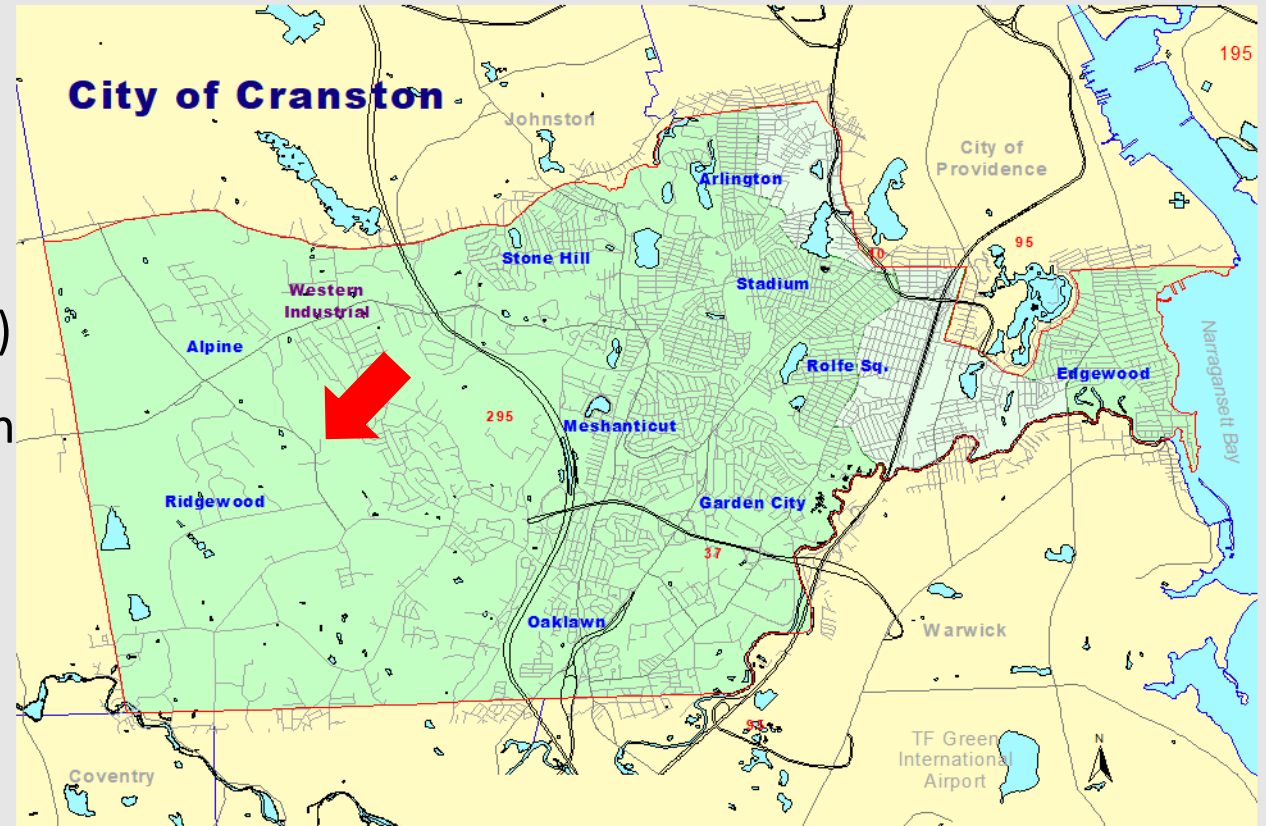 City of Cranston
195
Johnston
City of
Providence
Arlington
95
10
Stone Hill
Stadium
Western
Industrial
)
Alpine
Rolfe Sq.
Edgewood
Narragansett Bay
n
295
Meshanticut
Ridgewood
Garden City
37
Oaklawn
Warwick
95
TF Green
International
Airport
N
Coventry